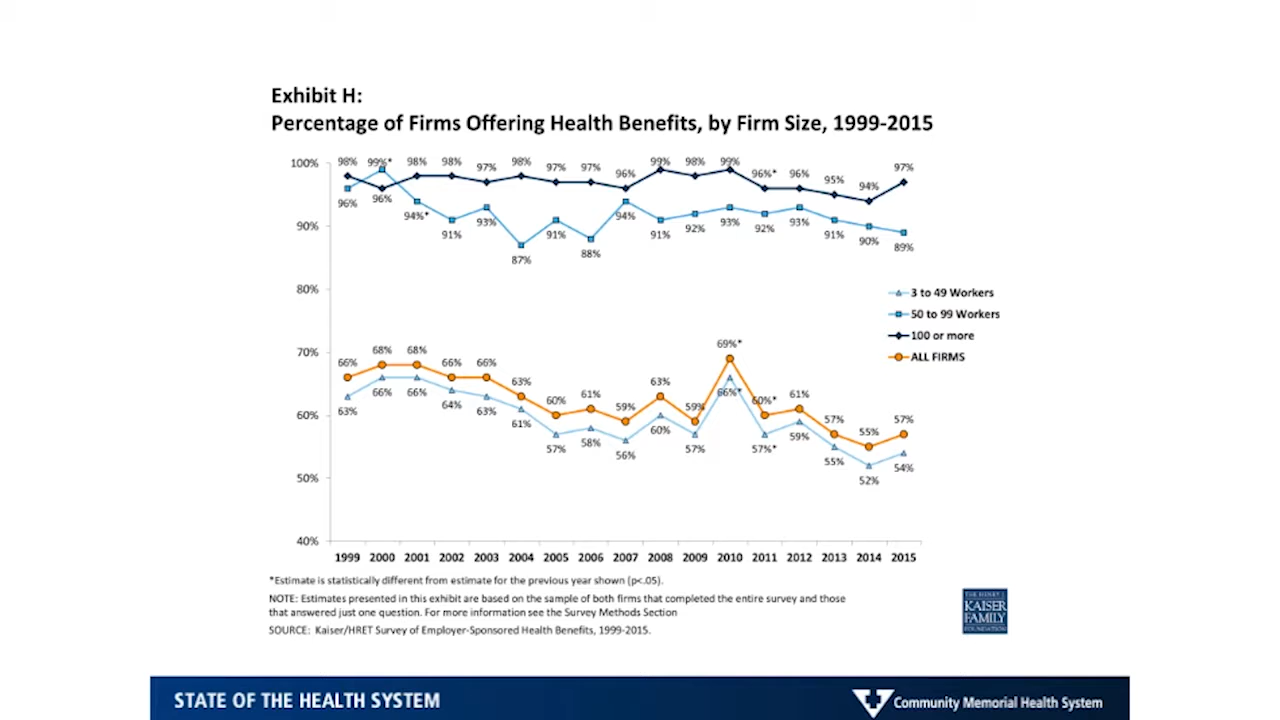 Exhibit H:
Percentage of Firms Offering Health Benefits, by Firm Size, 1999-2015
100%
90%
80%
70%
60%
50%
40%
98% 99%* 98% 98% 97% 98% 97% 97% 96% 99% 98% 99% 96%* 96% 95% 94% 97%
96% 96% 94%* 91% 93% 87% 91% 88% 94% 91% 92% 93% 92% 93% 91% 90% 89%
66% 68% 68% 66% 66% 63% 60% 61% 59% 63% 59% 69%* 60%* 61% 57% 55% 57%
63% 66% 66% 64% 63% 61% 57% 58% 56% 60% 57% 66%* 57%* 59% 55% 52% 54%
3 to 49 Workers
50 to 99 Workers
100 or more
ALL FIRMS
1999 2000 2001 2002 2003 2004 2005 2006 2007 2008 2009 2010 2011 2012 2013 2014 2015
*Estimate is statistically different from estimate for the previous year shown (p<.05).
NOTE: Estimates presented in this exhibit are based on the sample of both firms that completed the entire survey and those
that answered just one question. For more information see the Survey Methods Section
SOURCE: Kaiser/HRET Survey of Employer-Sponsored Health Benefits, 1999-2015.
THE HENRY J.
KAISER
FAMILY
FOUNDATION
STATE OF THE HEALTH SYSTEM
Community Memorial Health System